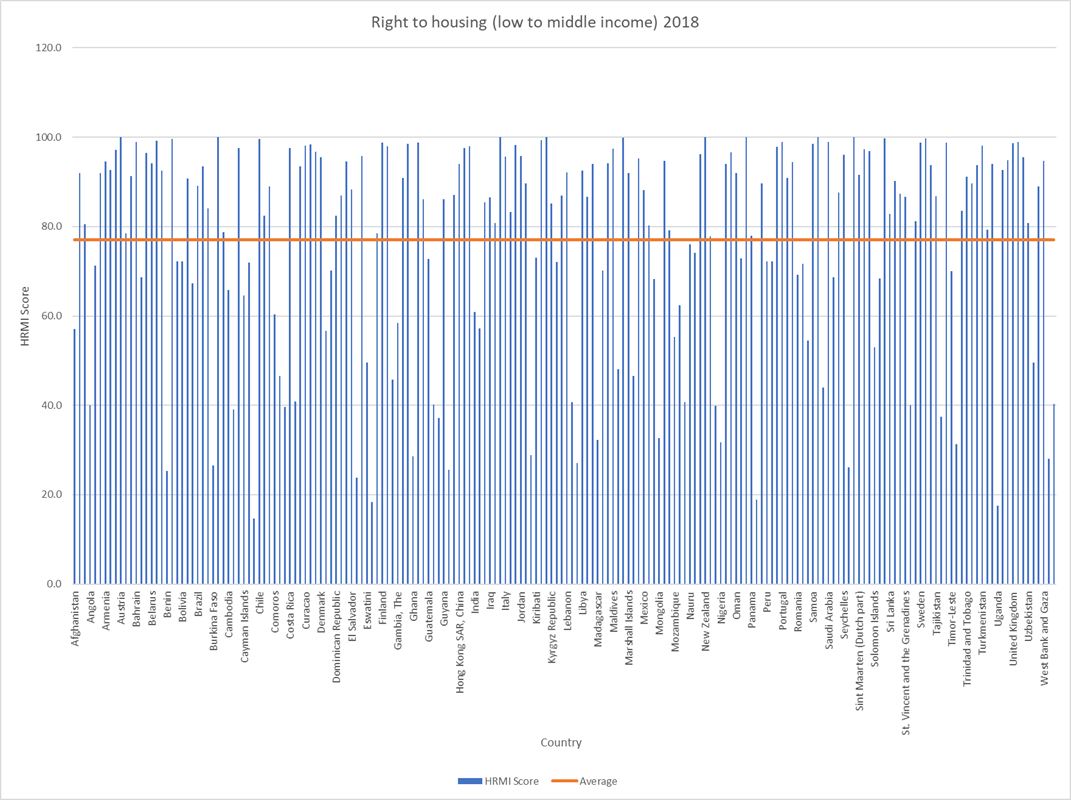 Right to housing (low to middle income) 2018
120.0
100.0
80.0
60.0
40.0
20.0
0.0
HRMI Score
Afghanistan
Angola
Armenia
Austria
Bahrain
Belarus
Benin
Bolivia
Brazil
Burkina Faso
Cambodia
Cayman Islands
Chile
Comoros
Costa Rica
Curacao
Denmark
Dominican Republic
El Salvador
Eswatini
Finland
Gambia, The
Ghana
Guatemala
Guyana
Hong Kong SAR, China
India
Iraq
Italy
Jordan
Kiribati
Kyrgyz Republic
Lebanon
Libya
Madagascar
Maldives
Marshall Islands
Mexico
Mongolia
Mozambique
Nauru
New Zealand
Nigeria
Oman
Panama
Peru
Portugal
Romania
Samoa
Saudi Arabia
Seychelles
Sint Maarten (Dutch part)
Solomon Islands
Sri Lanka
St. Vincent and the Grenadines
Sweden
Tajikistan
Timor-Leste
Trinidad and Tobago
Turkmenistan
Uganda
United Kingdom
Uzbekistan
West Bank and Gaza
Country
HRMI Score
Average